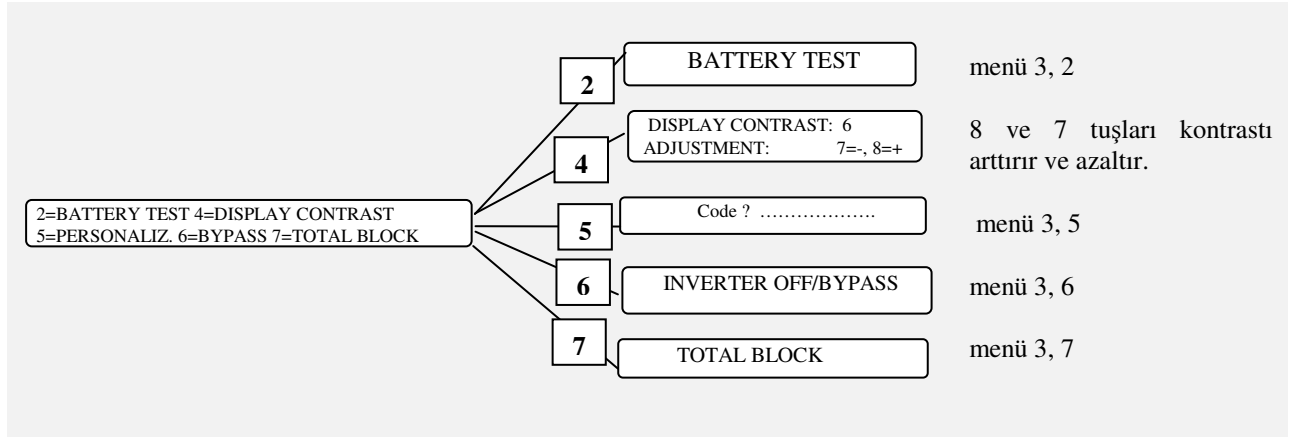 2=BATTERY TEST 4=DISPLAY CONTRAST
5=PERSONALIZ. 6=BYPASS 7=TOTAL BLOCK
2
BATTERY TEST
menü 3, 2
4
DISPLAY CONTRAST: 6
ADJUSTMENT: 7=-, 8=+
8 ve 7 tuşları kontrastı
arttırır ve azaltır.
5
Code ? ……………….
menü 3, 5
6
INVERTER OFF/BYPASS
menü 3, 6
7
TOTAL BLOCK
menü 3, 7